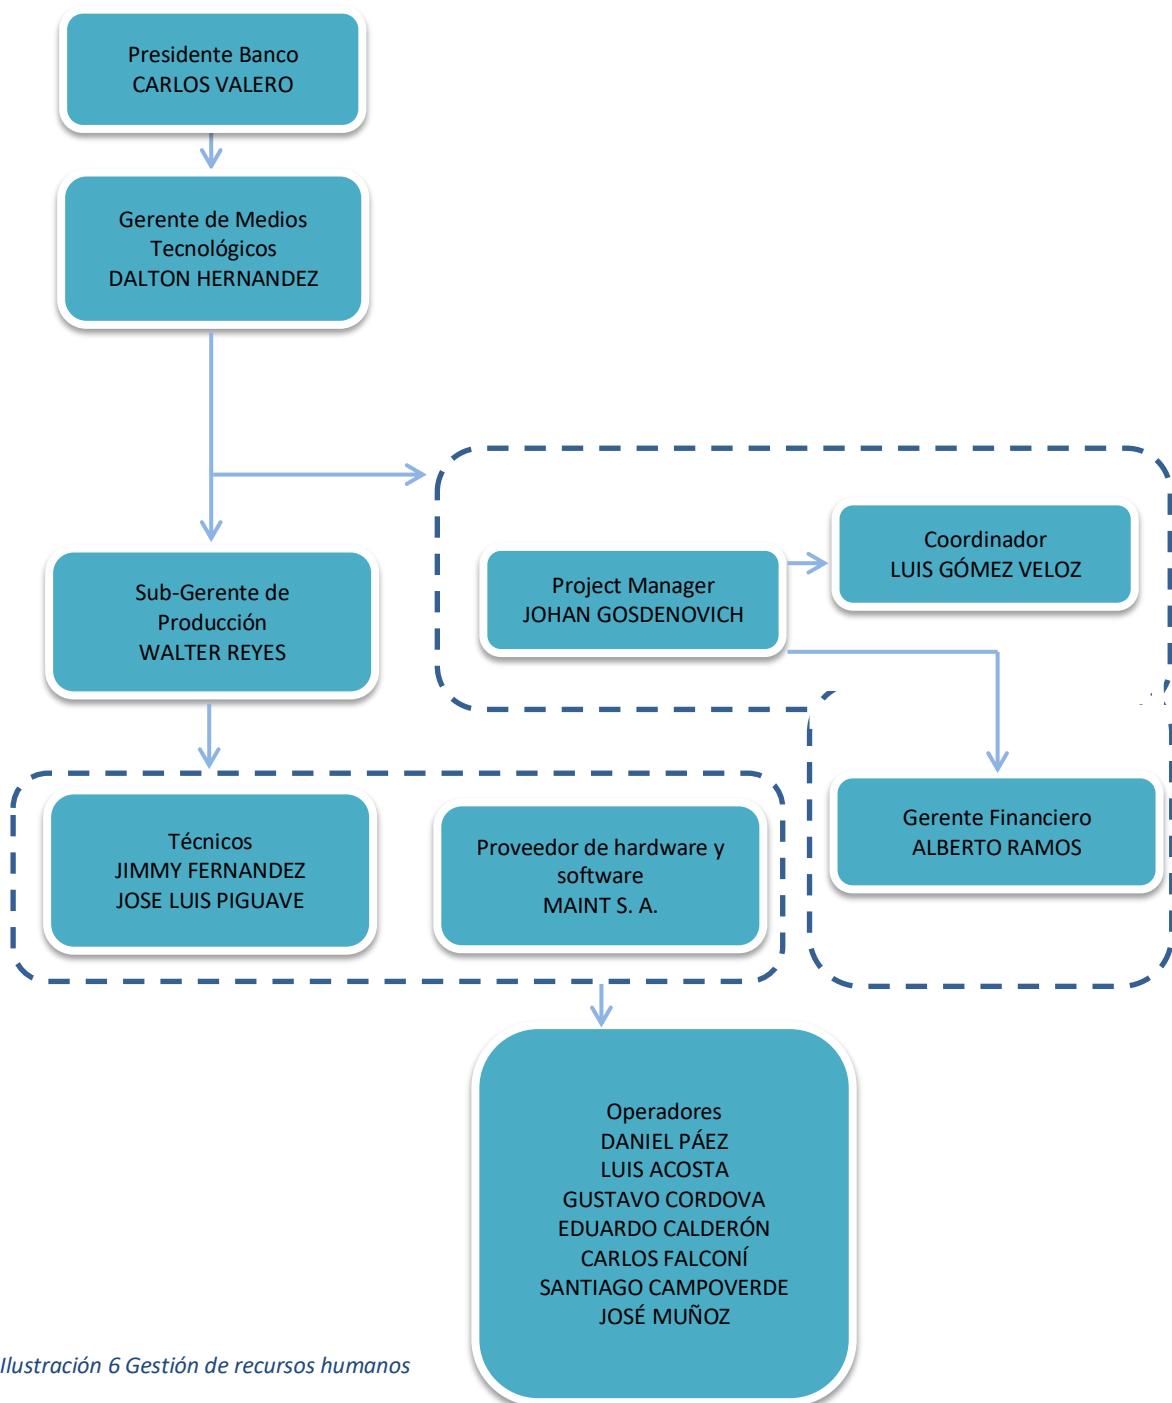 Presidente Banco
CARLOS VALERO
Gerente de Medios
Tecnológicos
DALTON HERNANDEZ
Coordinador
LUIS GÓMEZ VELOZ
Project Manager
JOHAN GOSDENOVICH
Sub-Gerente de
Producción
WALTER REYES
Gerente Financiero
ALBERTO RAMOS
Técnicos
JIMMY FERNANDEZ
JOSE LUIS PIGUAVE
Proveedor de hardware y
software
MAINT S. A.
Operadores
DANIEL PÁEZ
LUIS ACOSTA
GUSTAVO CORDOVA
EDUARDO CALDERÓN
CARLOS FALCONÍ
SANTIAGO CAMPOVERDE
JOSÉ MUÑOZ
Ilustración 6 Gestión de recursos humanos